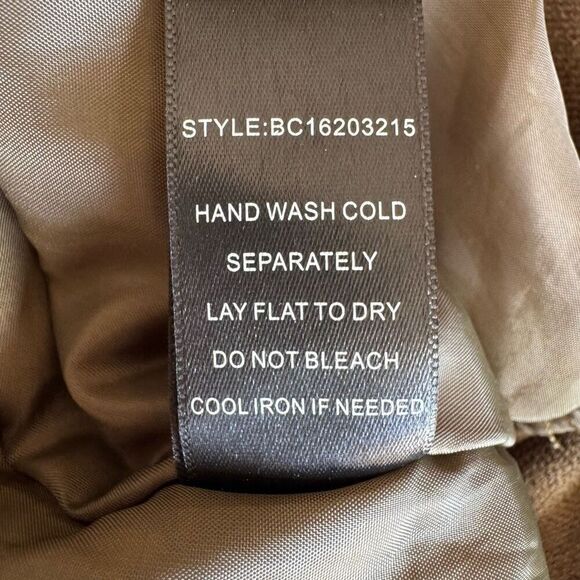 STYLE:BC16203215
HAND WASH COLD
SEPARATELY
LAY FLAT TO DRY
DO NOT BLEACH
COOL IRON IF NEEDED